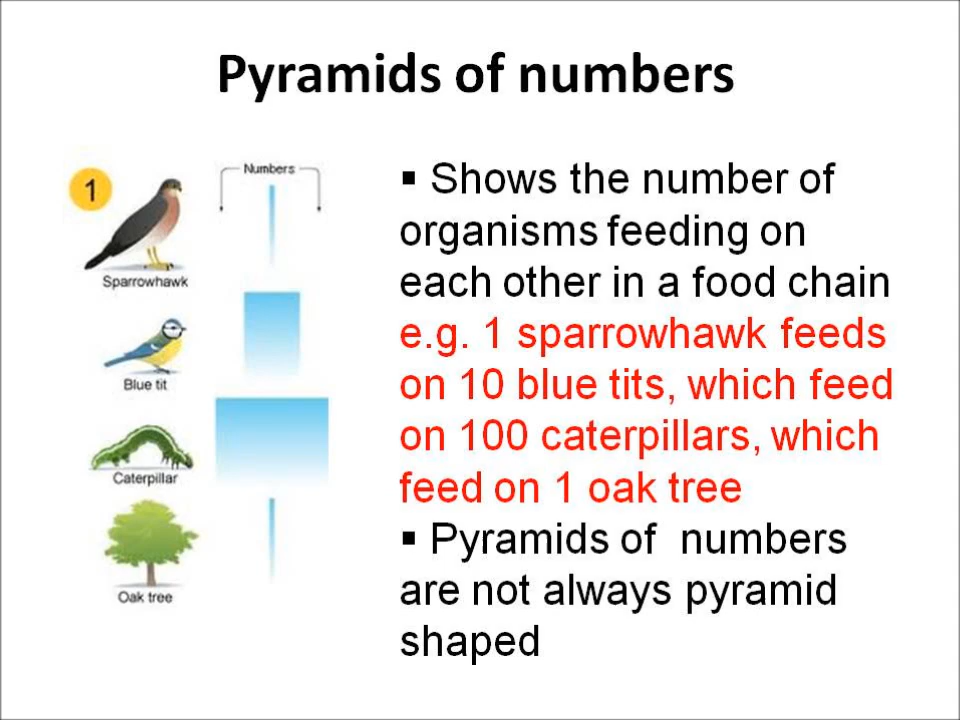 Pyramids of numbers
1
Numbers
Sparrowhawk
Blue tit
Caterpillar
Oak tree
▪ Shows the number of
organisms feeding on
each other in a food chain
e.g. 1 sparrowhawk feeds
on 10 blue tits, which feed
on 100 caterpillars, which
feed on 1 oak tree
▪ Pyramids of  numbers
are not always pyramid
shaped